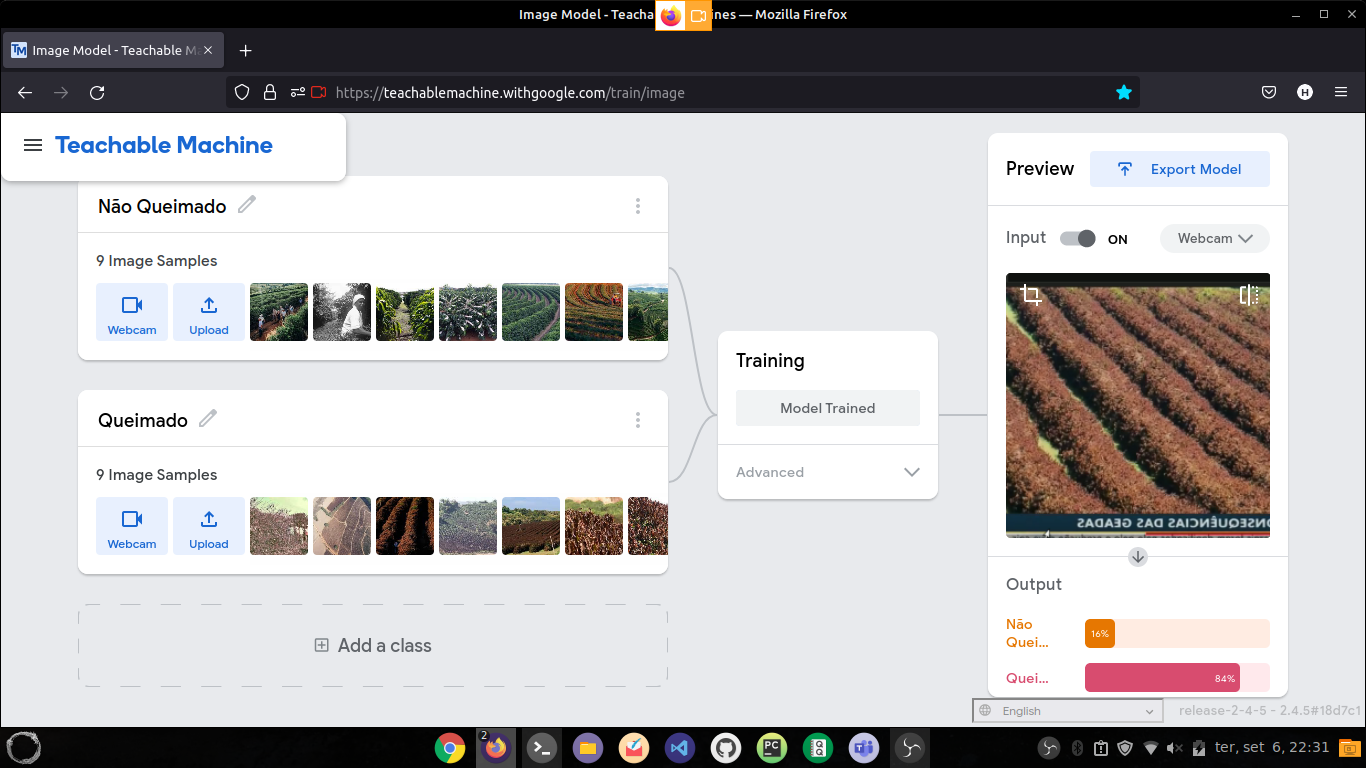 Image Model - Teacha ines — Mozilla Firefox
Image Model - Teachable M
https://teachablemachine.withgoogle.com/train/image
H
Teachable Machine
Não Queimado
9 Image Samples
Webcam
Upload
Queimado
9 Image Samples
Webcam
Upload
Add a class
Training
Model Trained
Advanced
Preview
Export Model
Input
ON
Webcam
ONSEQUÊNCIAS DAS GEADAS
Output
Não
Quei...
16%
Quei...
84%
English
release-2-4-5 - 2.4.5#18d7c1
2
PC
ter, set 6, 22:31